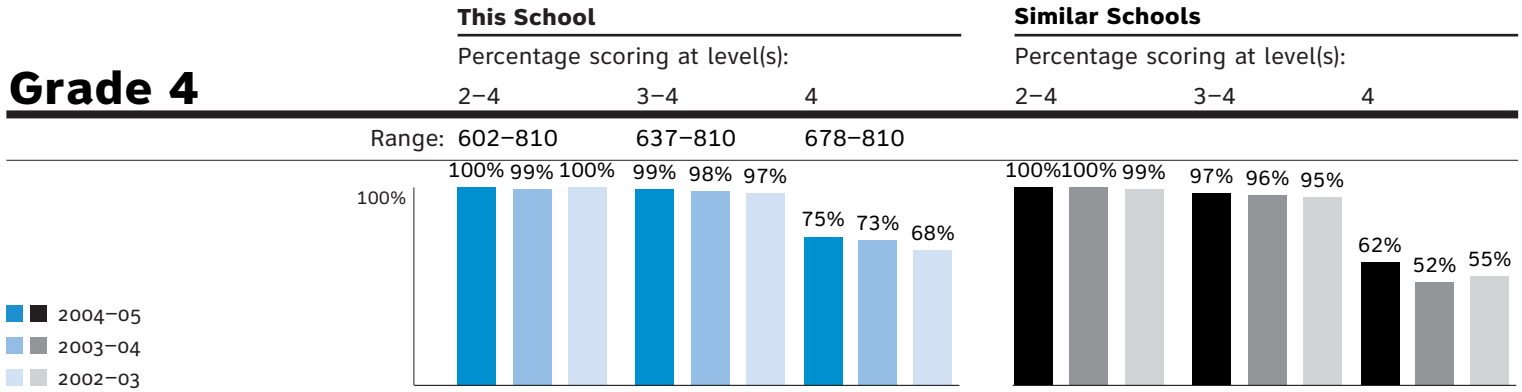 This School Similar Schools
Percentage scoring at level(s): Percentage scoring at level(s):
Grade 4 2–4 3–4 4 2–4 3–4 4
Range: 602–810 637–810 678–810
100% 99% 100% 99% 98% 97% 100% 100% 99% 97% 96% 95%
100%
75% 73% 68% 62% 52% 55%
2004–05
2003–04
2002–03